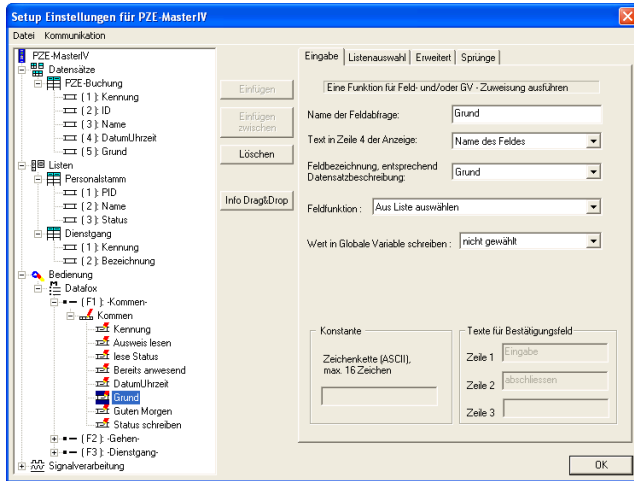 Setup Einstellungen für PZE-MasterIV
Datei Kommunikation
PZE-MasterIV
Datensätze
PZE-Buchung
( 1 ): Kennung
( 2 ): ID
( 3 ): Name
( 4 ): DatumUhrzeit
( 5 ): Grund
Listen
Personalstamm
( 1 ): PID
( 2 ): Name
( 3 ): Status
Dienstgang
( 1 ): Kennung
( 2 ): Bezeichnung
Bedienung
Datafox
( F1 ): -Kommen-
Kommen
Kennung
Ausweis lesen
lese Status
Bereits anwesend
DatumUhrzeit
Grund
Guten Morgen
Status schreiben
( F2 ): -Gehen-
( F3 ): -Dienstgang-
Signalverarbeitung
Einfügen
Einfügen
zwischen
Löschen
Info Drag&Drop
Eingabe Listenauswahl Erweitert Sprünge
Eine Funktion für Feld- und/oder GV - Zuweisung ausführen
Name der Feldabfrage: Grund
Text in Zeile 4 der Anzeige: Name des Feldes
Feldbezeichnung, entsprechend
Datensatzbeschreibung: Grund
Feldfunktion : Aus Liste auswählen
Wert in Globale Variable schreiben : nicht gewählt
Konstante
Zeichenkette (ASCII),
max. 16 Zeichen
Texte für Bestätigungsfeld
Zeile 1 Eingabe
Zeile 2 abschliessen
Zeile 3
OK